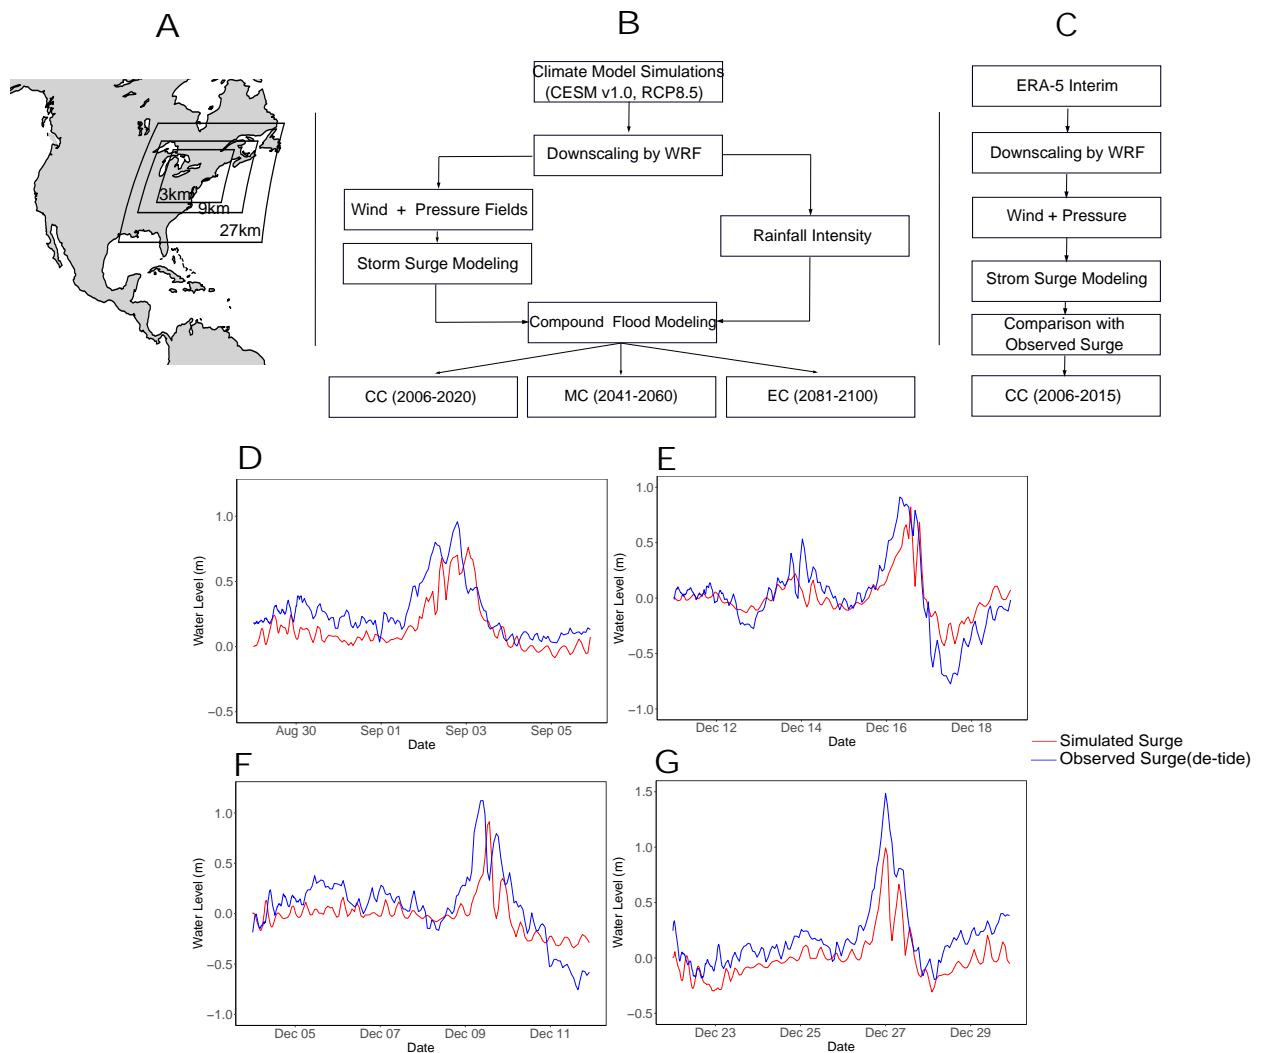 A
3km
9km
27km
B
Climate Model Simulations
(CESM v1.0, RCP8.5)
Downscaling by WRF
Wind + Pressure Fields
Storm Surge Modeling
Rainfall Intensity
Compound Flood Modeling
CC (2006-2020)
MC (2041-2060)
EC (2081-2100)
C
ERA-5 Interim
Downscaling by WRF
Wind + Pressure
Strom Surge Modeling
Comparison with
Observed Surge
CC (2006-2015)
D
Water Level (m)
1.0
0.5
0.0
−0.5
Aug 30 Sep 01 Sep 03 Sep 05
Date
E
Water Level (m)
1.0
0.5
0.0
−0.5
−1.0
Dec 12 Dec 14 Dec 16 Dec 18
Date
Simulated Surge
Observed Surge(de-tide)
F
Water Level (m)
1.0
0.5
0.0
−0.5
−1.0
Dec 05 Dec 07 Dec 09 Dec 11
Date
G
Water Level (m)
1.5
1.0
0.5
0.0
−0.5
Dec 23 Dec 25 Dec 27 Dec 29
Date